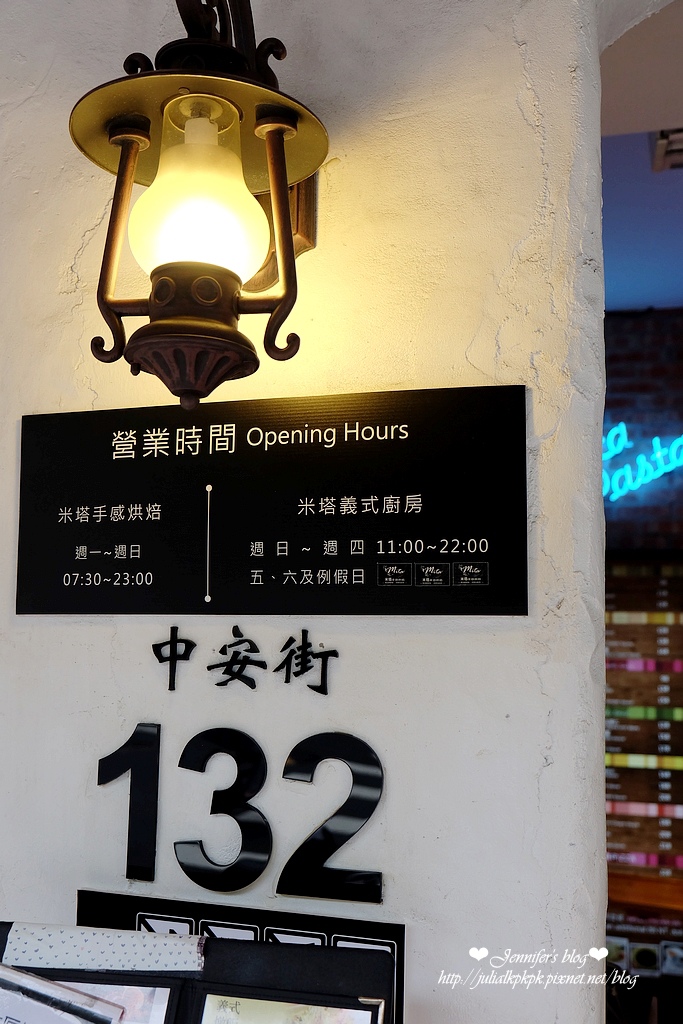 營業時間 Opening Hours
米塔手感烘焙
週一~週日
07:30~23:00
米塔義式廚房
週 日 ~ 週 四 11:00~22:00
五、六及例假日
中安街
132
Pasta
Jennifer's blog
http://julialkpkpk.pixnet.net/blog